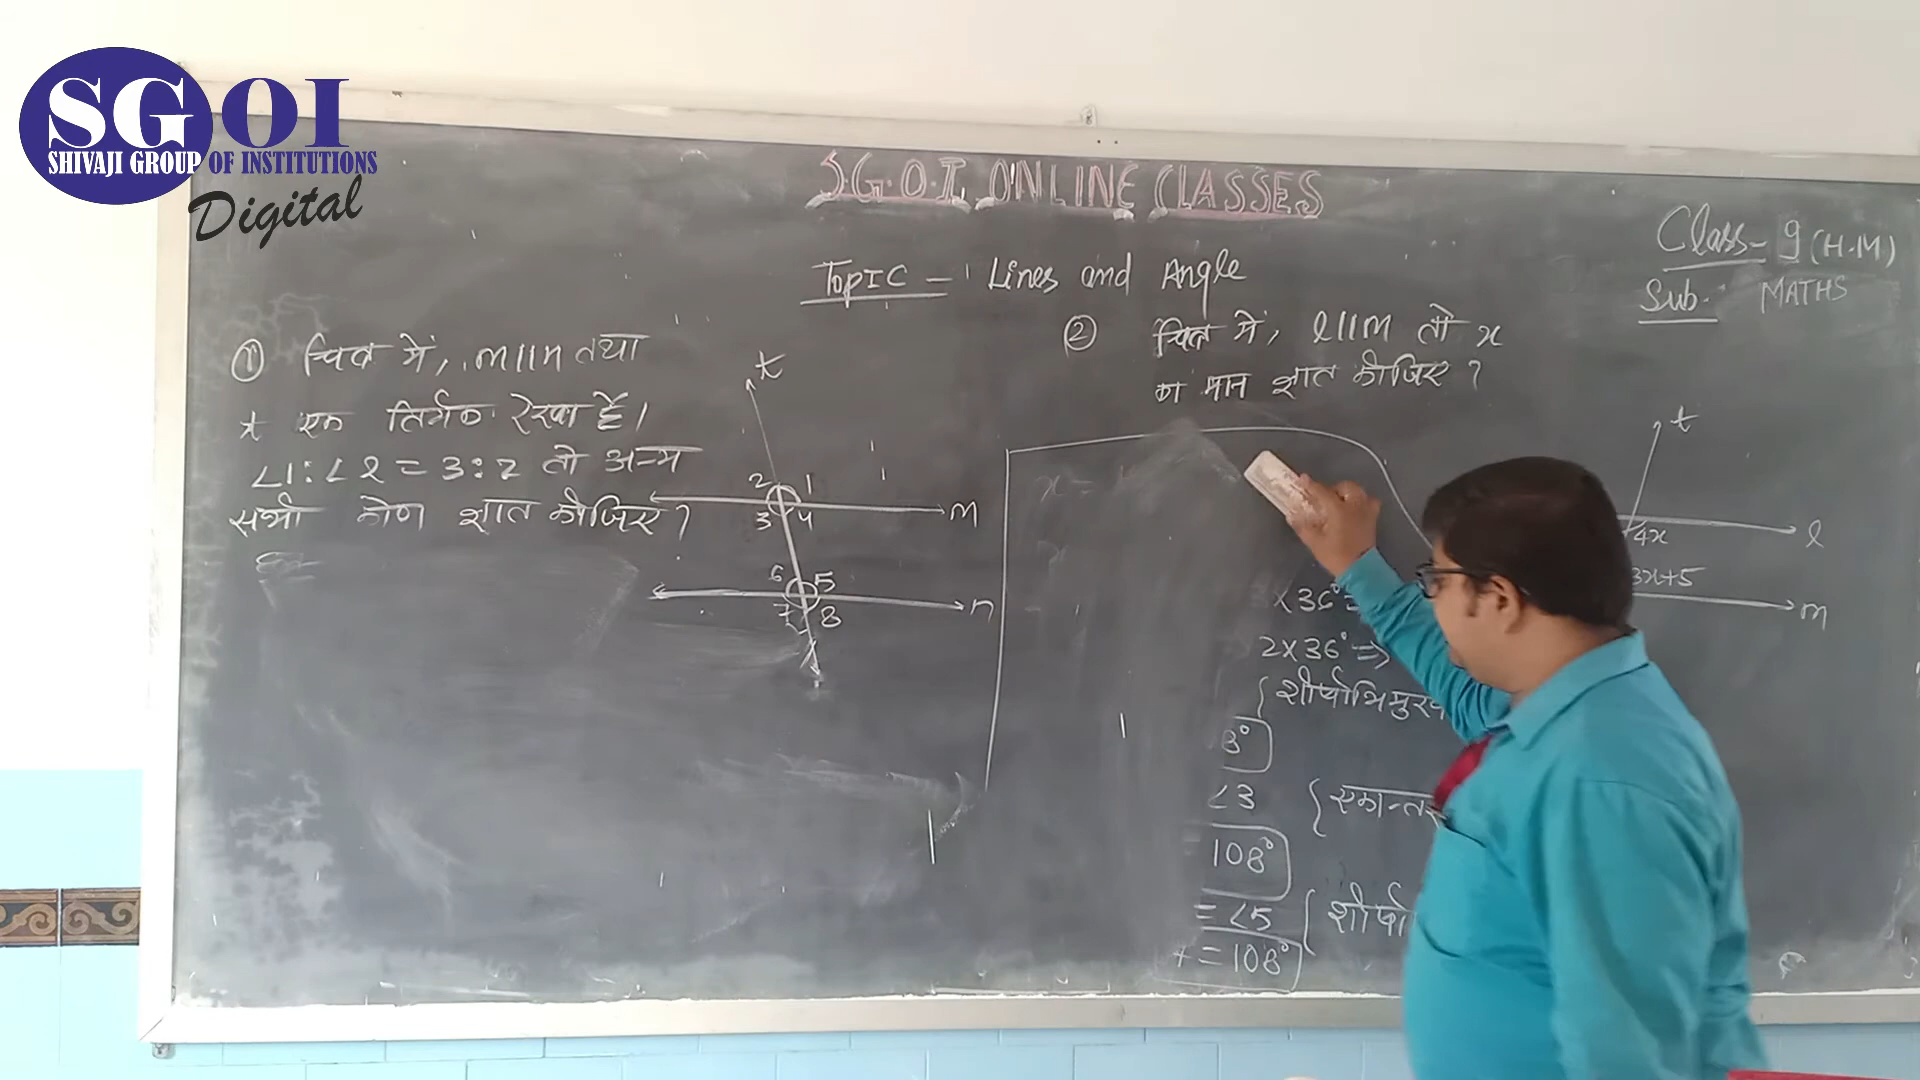 SGOI
SHIVAJI GROUP OF INSTITUTIONS
Digital
S.G.O.I. ONLINE CLASSES
Class- 9 (H.M)
Sub. MATHS
TOPIC - Lines and Angle
① चित्र में, m||n तथा
t एक तिर्यक रेखा है।
∠1:∠2 = 3:2 तो अन्य
सभी कोण ज्ञात कीजिए?
t
2 1
3 4
m
6 5
7 8
n
② चित्र में, l||m तो x
का मान ज्ञात कीजिए?
t
4x
l
3x+5
m
x =
x 36°
2x36° =>
{ शीर्षाभिमुख
8°
∠3 { एकान्तर
108°
= ∠5 { शीर्षा
= 108°